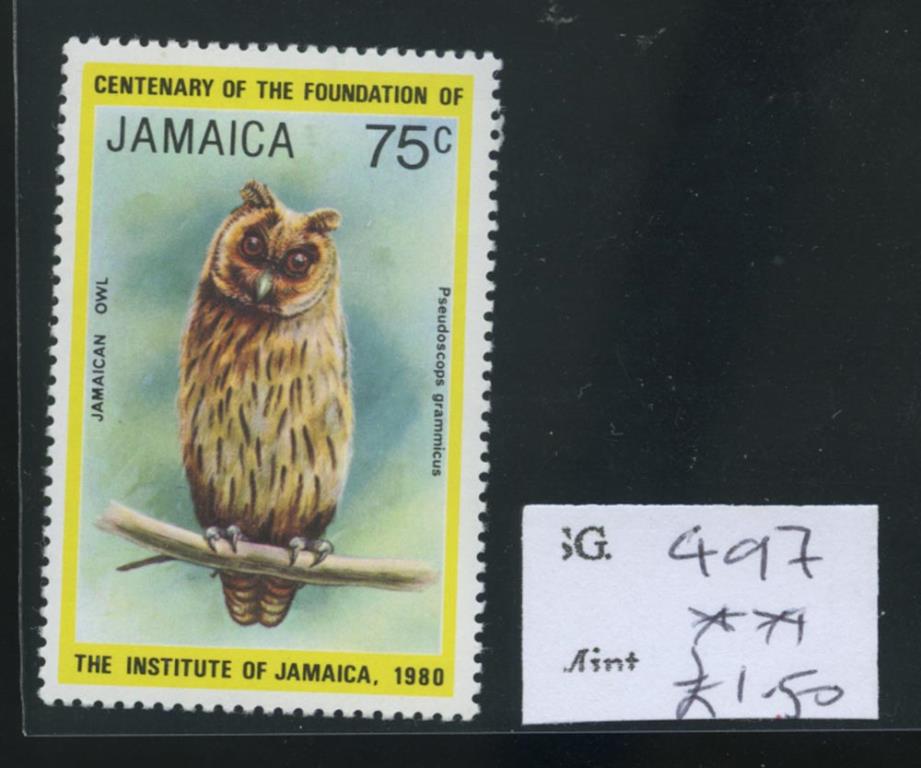 CENTENARY OF THE FOUNDATION OF
JAMAICA 75c
JAMAICAN OWL
Pseudoscops grammicus
THE INSTITUTE OF JAMAICA, 1980
SG. 497
**
Mint
£1.50